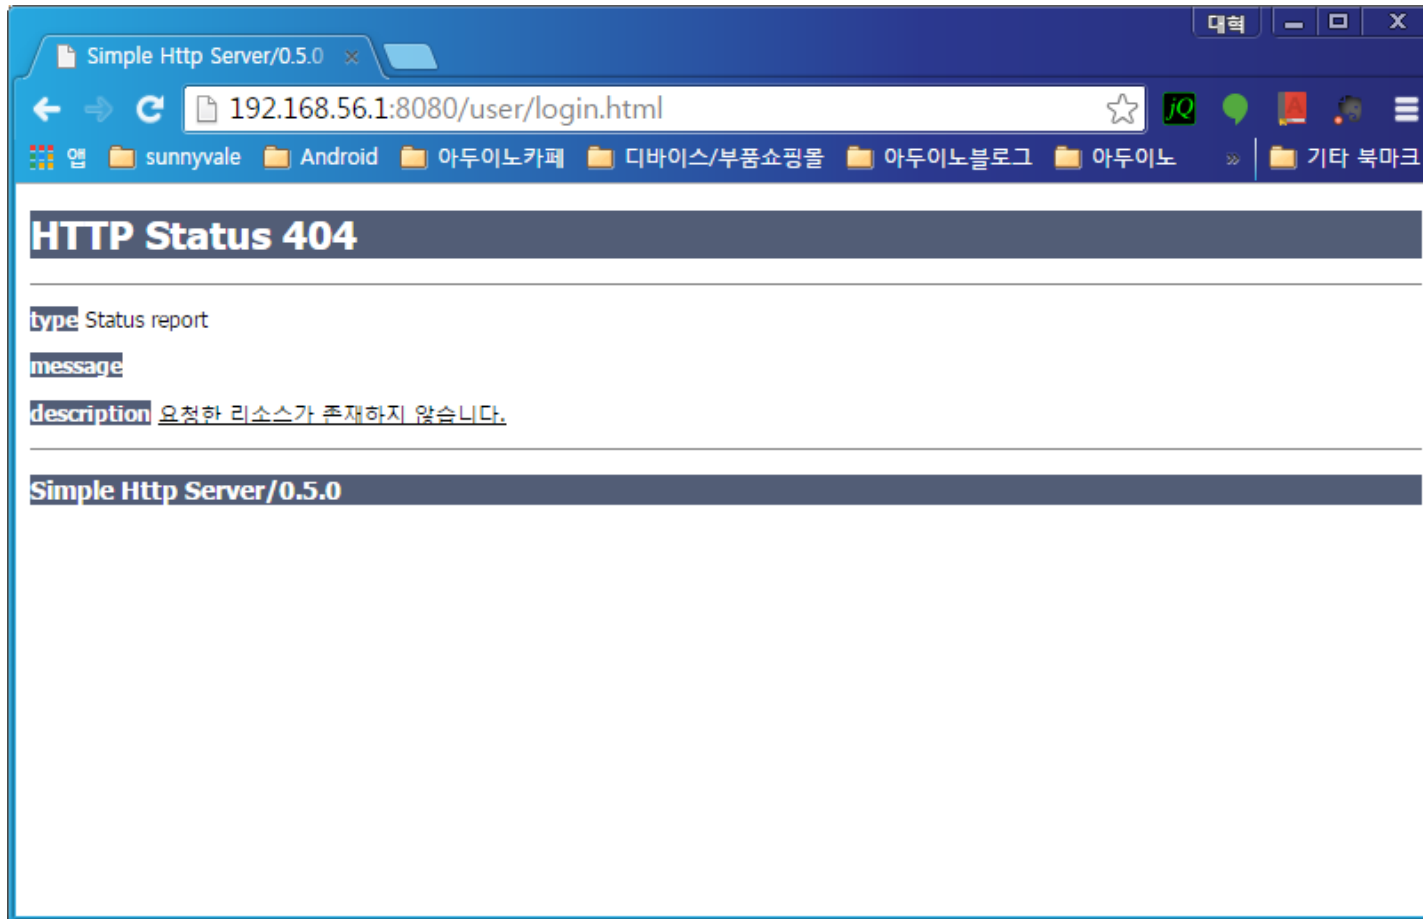 대혁
Simple Http Server/0.5.0
192.168.56.1:8080/user/login.html
jQ
앱 sunnyvale Android 아두이노카페 디바이스/부품쇼핑몰 아두이노블로그 아두이노 » 기타 북마크
HTTP Status 404
type Status report
message
description 요청한 리소스가 존재하지 않습니다.
Simple Http Server/0.5.0